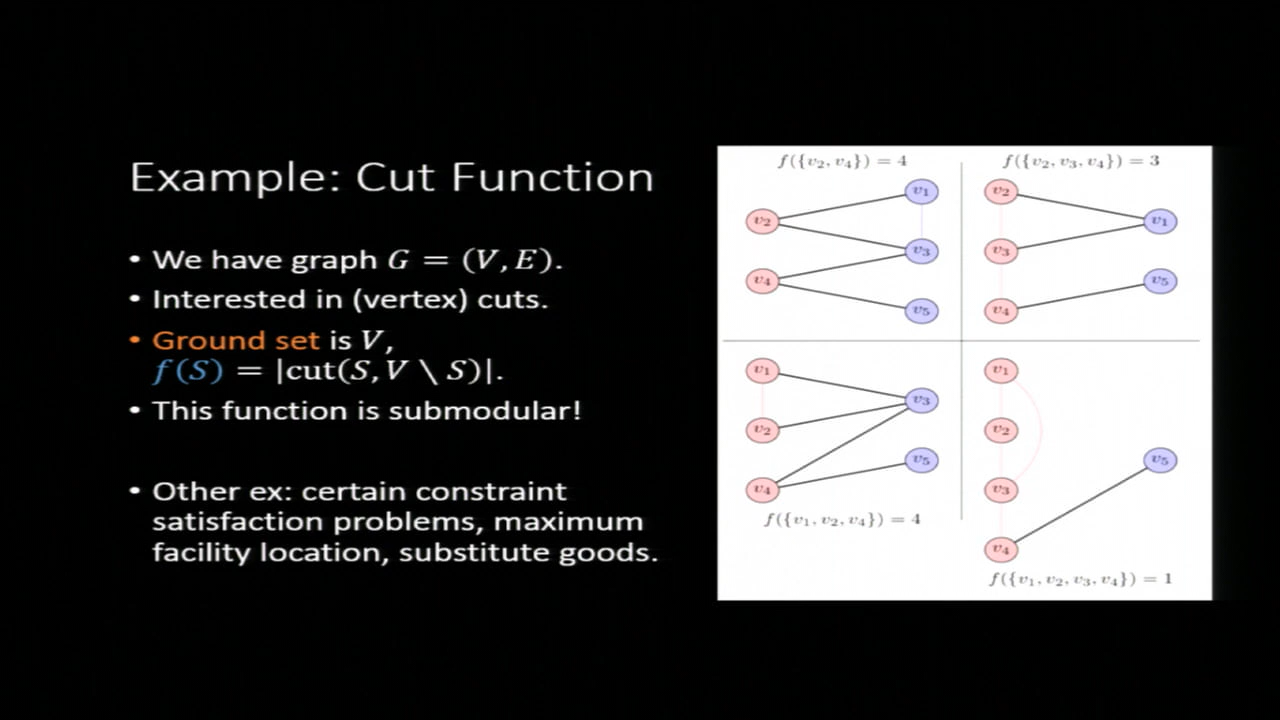 Example: Cut Function
• We have graph G = (V, E).
• Interested in (vertex) cuts.
• Ground set is V,
f(S) = |cut(S, V \ S)|.
• This function is submodular!
• Other ex: certain constraint
satisfaction problems, maximum
facility location, substitute goods.
f({v₂, v₄}) = 4
v₁
v₂
v₃
v₄
v₅
f({v₂, v₃, v₄}) = 3
v₂
v₁
v₃
v₅
v₄
v₁
v₃
v₂
v₅
v₄
f({v₁, v₂, v₄}) = 4
v₁
v₂
v₅
v₃
v₄
f({v₁, v₂, v₃, v₄}) = 1